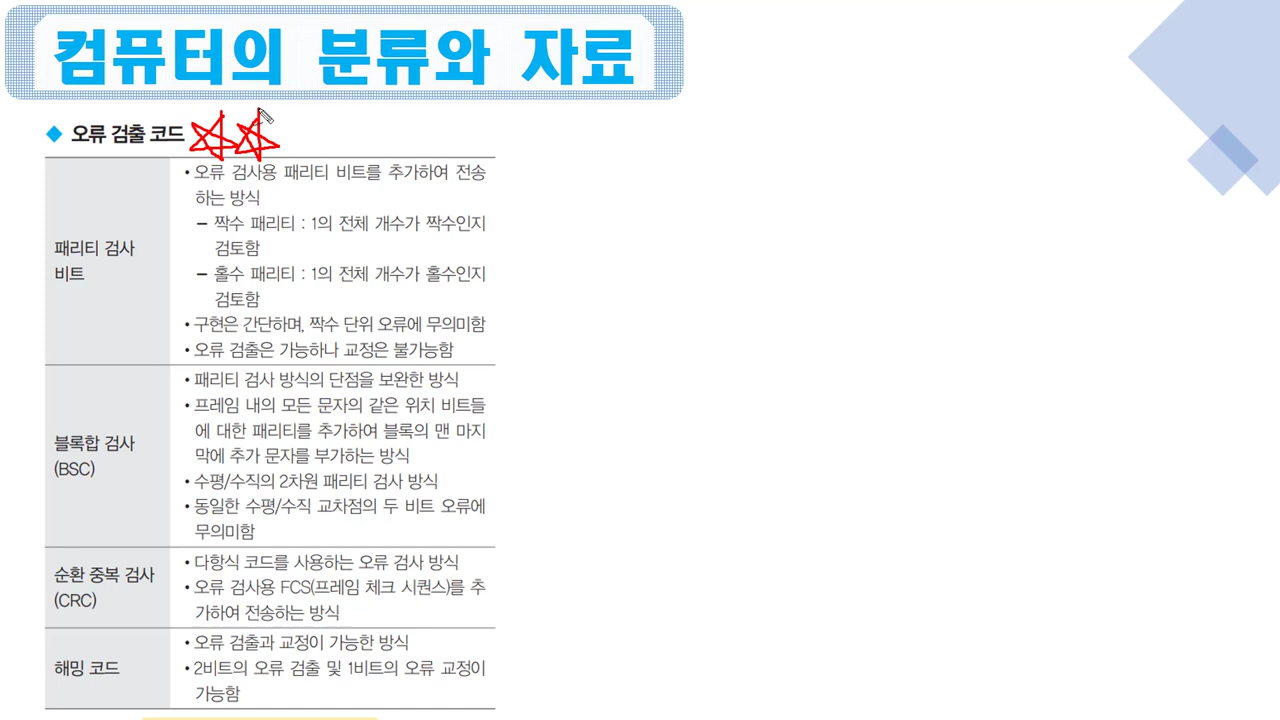 컴퓨터의 분류와 자료
◆ 오류 검출 코드
패리티 검사
비트
• 오류 검사용 패리티 비트를 추가하여 전송
하는 방식
– 짝수 패리티 : 1의 전체 개수가 짝수인지
검토함
– 홀수 패리티 : 1의 전체 개수가 홀수인지
검토함
• 구현은 간단하며, 짝수 단위 오류에 무의미함
• 오류 검출은 가능하나 교정은 불가능함
블록합 검사
(BSC)
• 패리티 검사 방식의 단점을 보완한 방식
• 프레임 내의 모든 문자의 같은 위치 비트들
에 대한 패리티를 추가하여 블록의 맨 마지
막에 추가 문자를 부가하는 방식
• 수평/수직의 2차원 패리티 검사 방식
• 동일한 수평/수직 교차점의 두 비트 오류에
무의미함
순환 중복 검사
(CRC)
• 다항식 코드를 사용하는 오류 검사 방식
• 오류 검사용 FCS(프레임 체크 시퀀스)를 추
가하여 전송하는 방식
해밍 코드
• 오류 검출과 교정이 가능한 방식
• 2비트의 오류 검출 및 1비트의 오류 교정이
가능함